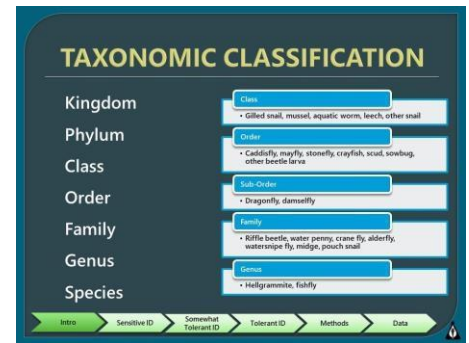 TAXONOMIC CLASSIFICATION
Kingdom
Phylum
Class
Order
Family
Genus
Species
Class
• Gilled snail, mussel, aquatic worm, leech, other snail
Order
• Caddisfly, mayfly, stonefly, crayfish, scud, sowbug,
other beetle larva
Sub-Order
• Dragonfly, damselfly
Family
• Riffle beetle, water penny, crane fly, alderfly,
watersnipe fly, midge, pouch snail
Genus
• Hellgrammite, fishfly
Intro
Sensitive ID
Somewhat
Tolerant ID
Tolerant ID
Methods
Data